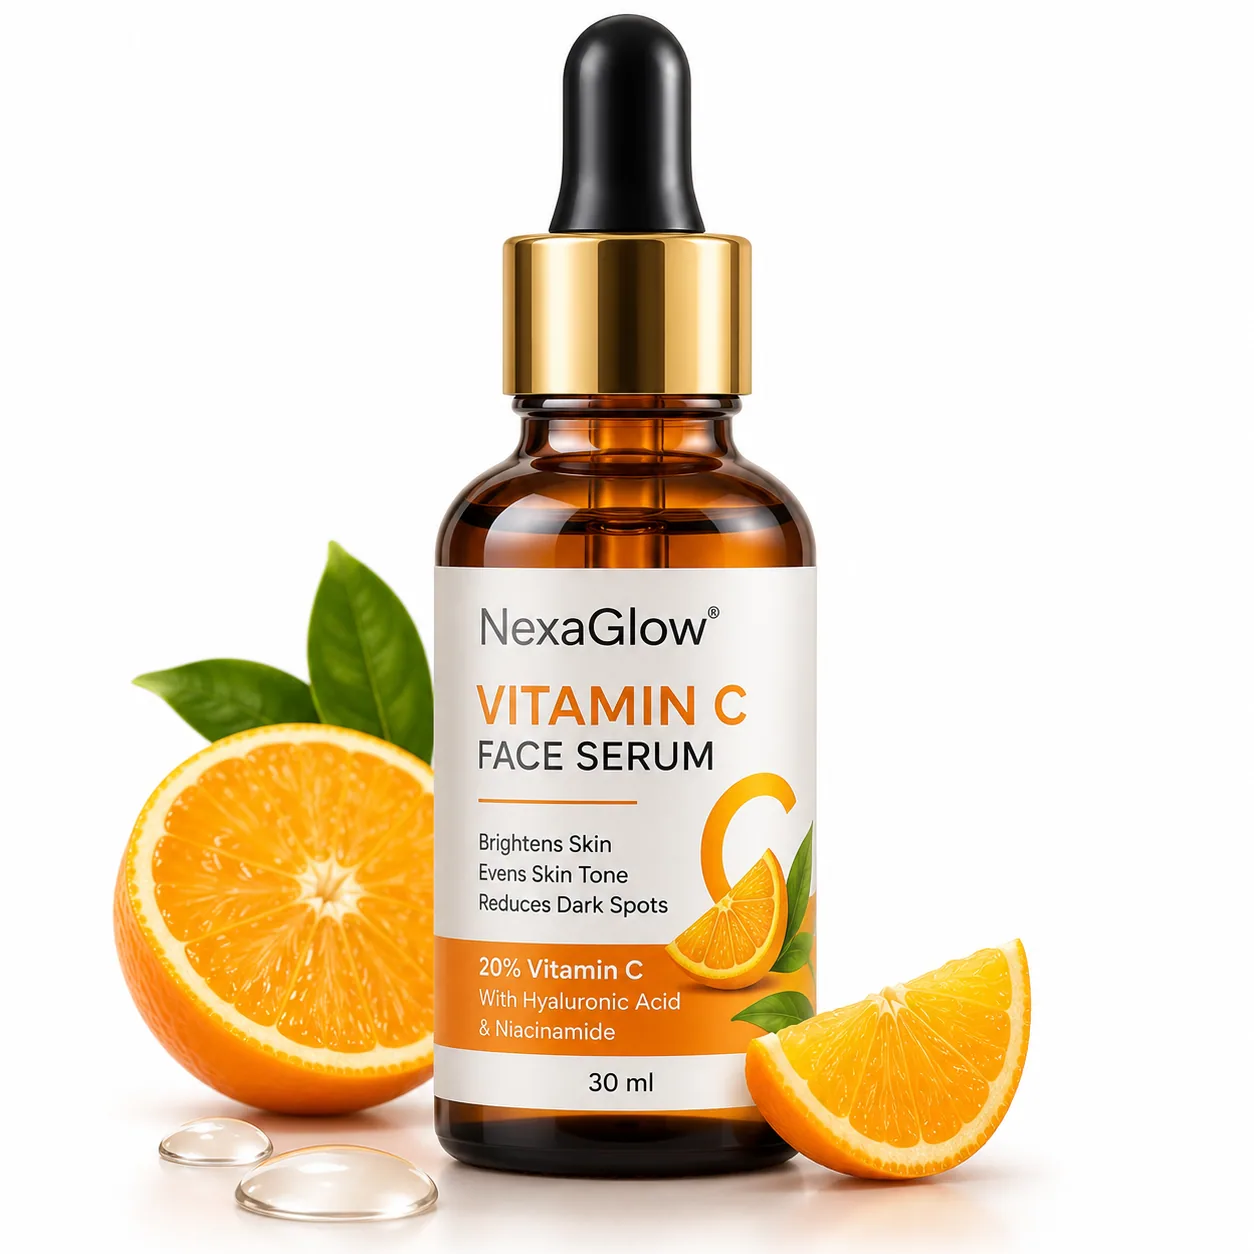 NexaGlow®
VITAMIN C
FACE SERUM
Brightens Skin
Evens Skin Tone
Reduces Dark Spots
20% Vitamin C
With Hyaluronic Acid
& Niacinamide
30 ml